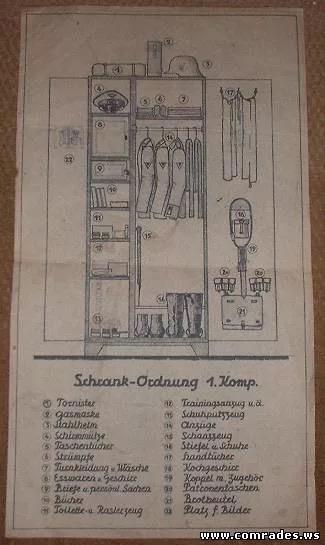 Schrank-Ordnung 1. Komp.
1 Tornister
2 Gasmaske
3 Stahlhelm
4 Schirmmütze
5 Taschentücher
6 Strümpfe
7 Turnkleidung u. Wäsche
8 Esswaren u. Geschirr
9 Briefe u. persönl. Sachen
10 Bücher
11 Toilette- u. Rasierzeug
12 Trainingsanzug u. ä.
13 Schuhputzzeug
14 Anzüge
15 Schanzzeug
16 Stiefel u. Schuhe
17 Handtücher
18 Kochgeschirr
19 Koppel m. Zugehör
20 Patronentaschen
21 Brotbeutel
22 Platz f. Bilder
www.comrades.ws